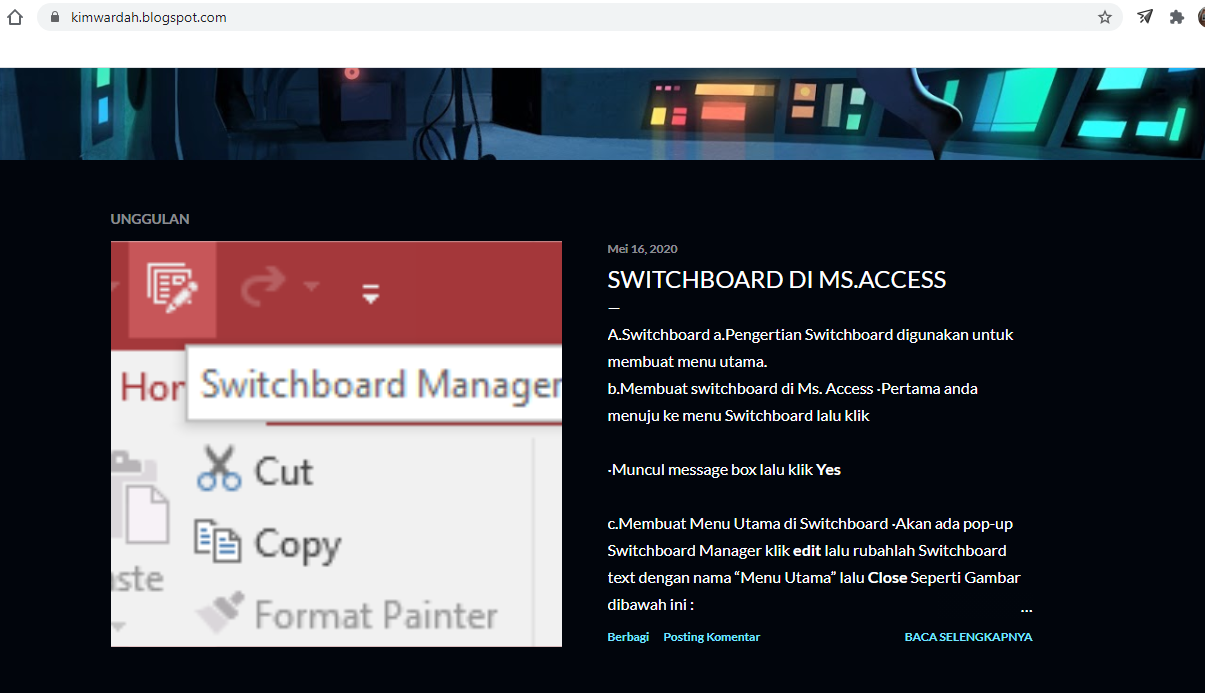 kimwardah.blogspot.com
UNGGULAN
Hor
Switchboard Manager
Cut
Copy
aste
Format Painter
Mei 16, 2020
SWITCHBOARD DI MS.ACCESS
A.Switchboard a.Pengertian Switchboard digunakan untuk
membuat menu utama.
b.Membuat switchboard di Ms. Access ·Pertama anda
menuju ke menu Switchboard lalu klik
·Muncul message box lalu klik Yes
c.Membuat Menu Utama di Switchboard ·Akan ada pop-up
Switchboard Manager klik edit lalu rubahlah Switchboard
text dengan nama “Menu Utama” lalu Close Seperti Gambar
dibawah ini : ...
Berbagi Posting Komentar BACA SELENGKAPNYA